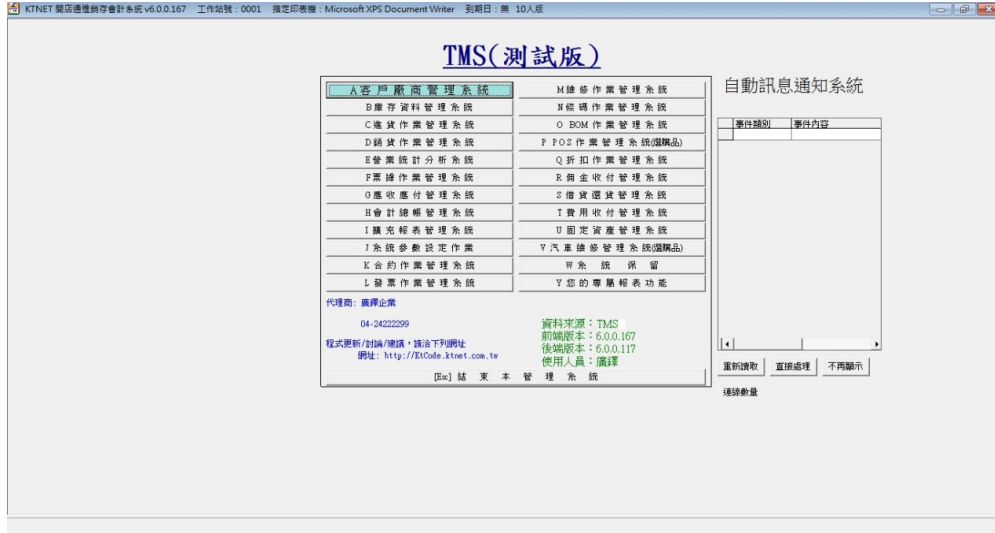 KTNET 開店通進銷存會計系統 v6.0.0.167 工作站號：0001 指定印表機：Microsoft XPS Document Writer 到期日：無 10人版
TMS(測試版)
A客戶廠商管理系統
B庫存資料管理系統
C進貨作業管理系統
D銷貨作業管理系統
E營業統計分析系統
F票據作業管理系統
G應收應付管理系統
H會計總帳管理系統
I擴充報表管理系統
J系統參數設定作業
K合約作業管理系統
L發票作業管理系統
M維修作業管理系統
N條碼作業管理系統
O BOM作業管理系統
P POS作業管理系統(選購品)
Q折扣作業管理系統
R佣金收付管理系統
S借貨還貨管理系統
T費用收付管理系統
U固定資產管理系統
V汽車維修管理系統(選購品)
W系統保留
Y您的專屬報表功能
代理商: 廣鐸企業
04-24222299
程式更新/討論/建議，請洽下列網址
網址: http://KtCode.ktnet.com.tw
資料來源：TMS
前端版本：6.0.0.167
後端版本：6.0.0.117
使用人員：廣鐸
[Esc] 結束本管理系統
自動訊息通知系統
事件類別 事件內容
重新讀取 直接處理 不再顯示
連線數量